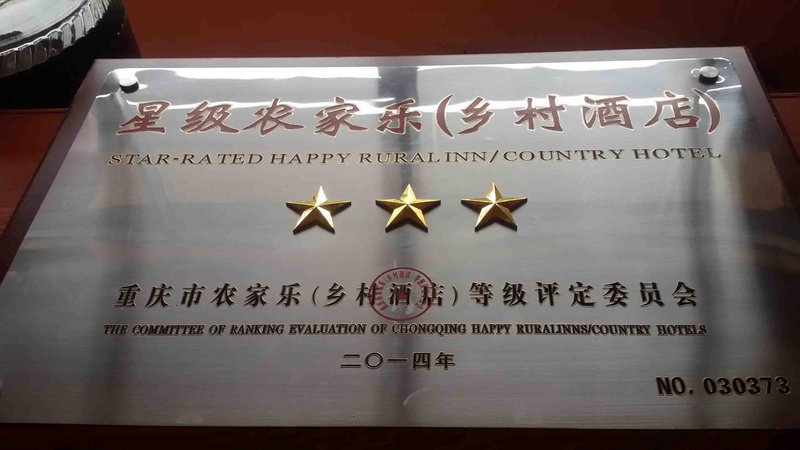 星级农家乐(乡村酒店)
STAR-RATED HAPPY RURALINN/COUNTRY HOTEL
重庆市农家乐(乡村酒店)等级评定委员会
THE COMMITTEE OF RANKING EVALUATION OF CHONGQING HAPPY RURALINNS/COUNTRY HOTELS
二〇一四年
NO. 030373